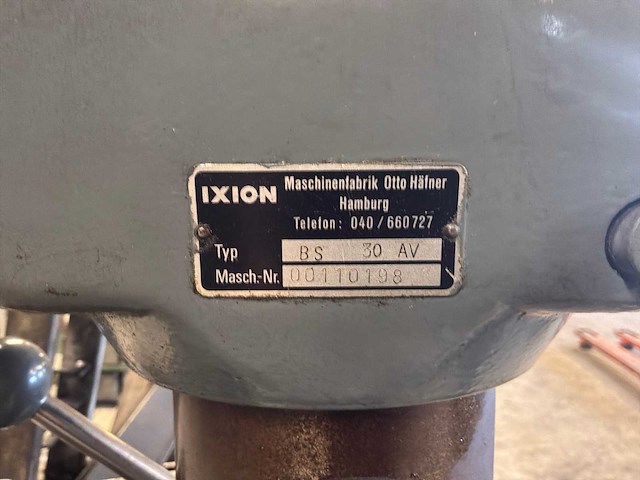 IXION Maschinenfabrik Otto Häfner
Hamburg
Telefon: 040/660727
Typ BS 30 AV
Masch.-Nr. 00110198